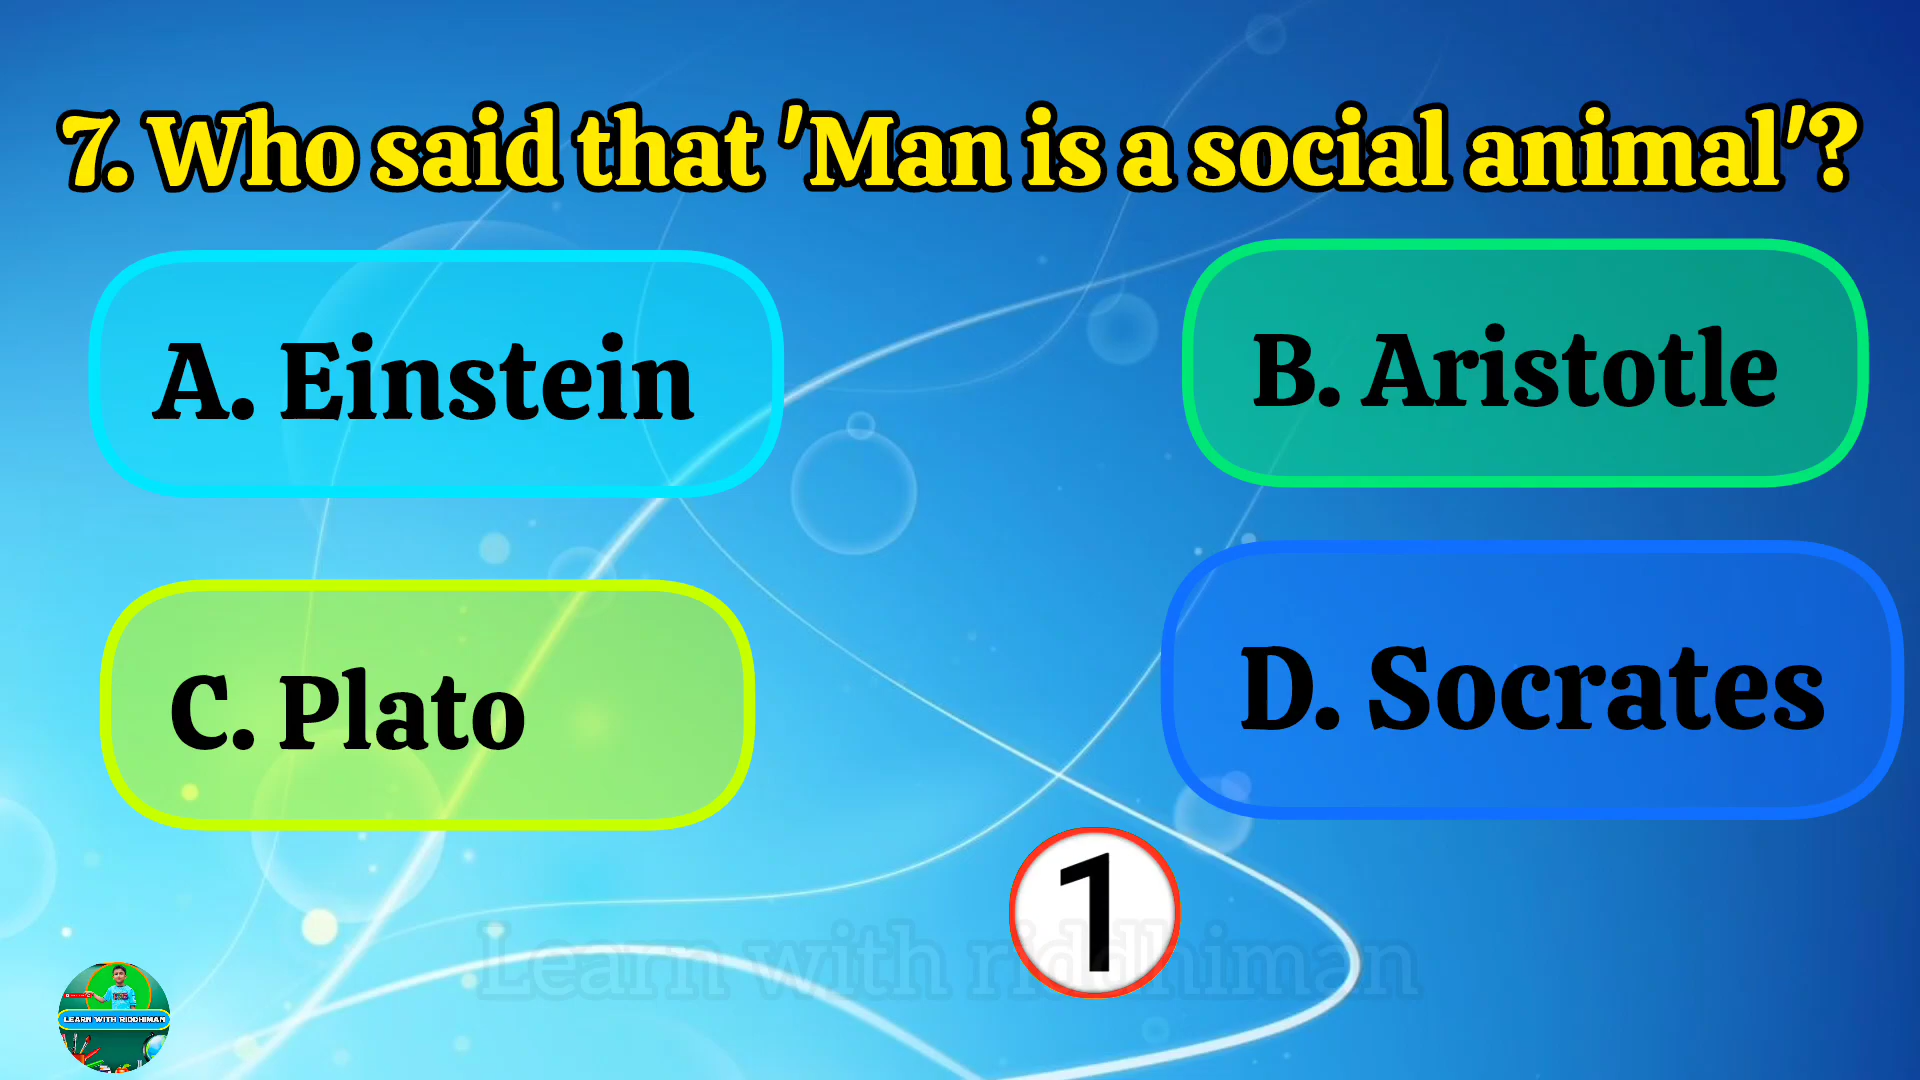 7. Who said that 'Man is a social animal'?
A. Einstein
B. Aristotle
C. Plato
D. Socrates
1
Learn with riddhiman
LEARN WITH RIDDHIMAN